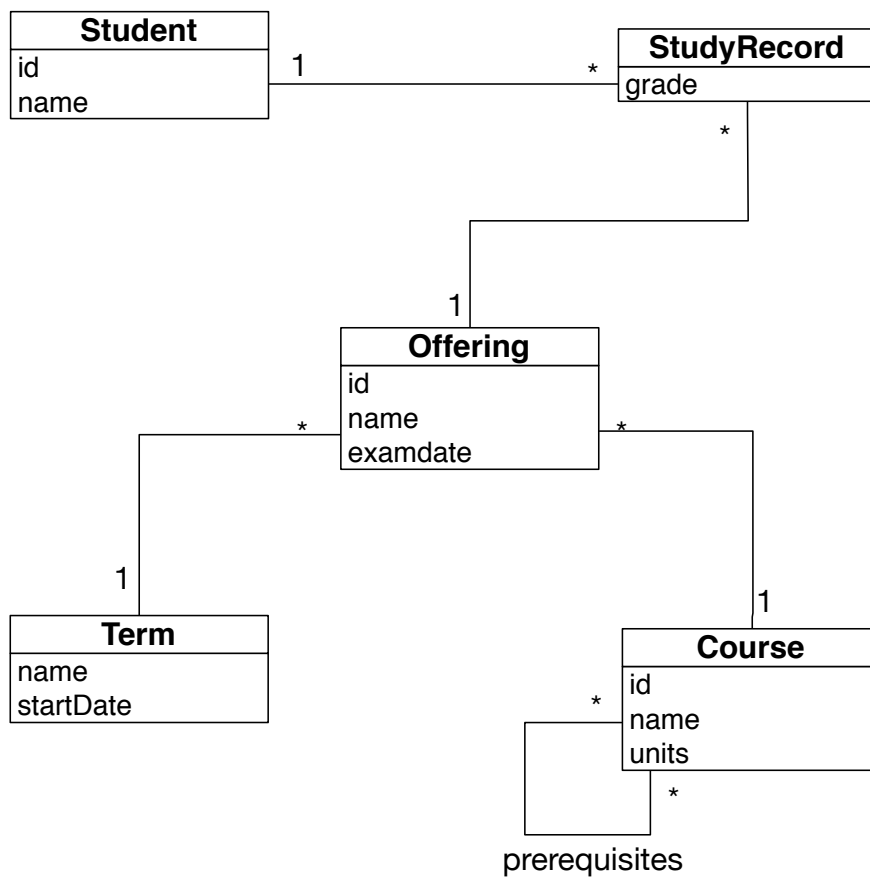 Student
id
name
1
*
StudyRecord
grade
*
1
Offering
id
name
examdate
*
*
1
Term
name
startDate
1
Course
id
name
units
*
*
prerequisites